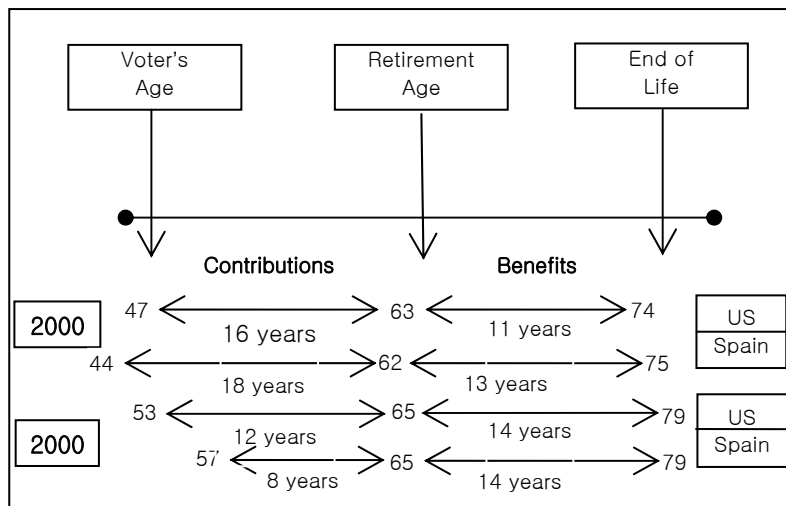 Voter's
Age
Retirement
Age
End of
Life
Contributions
Benefits
2000
47
63
74
US
16 years
11 years
44
62
75
Spain
18 years
13 years
2000
53
65
79
US
12 years
14 years
57
65
79
Spain
8 years
14 years